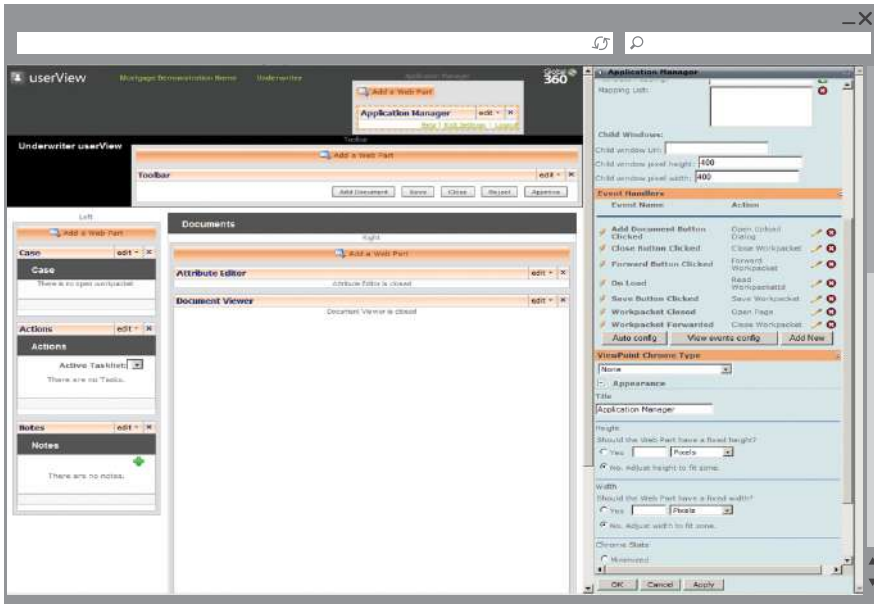 userView
Mortgage Demonstration Name Underwriter
Application Manager
Global 360
Add a Web Part
Application Manager edit
Underwriter userView
Toolbar
Add a Web Part
Toolbar edit
Add Document Save Close Reject Approve
Left
Add a Web Part
Case edit
Case
There is no open workpacket.
Actions edit
Actions
Active Tasklist:
There are no Tasks.
Notes edit
Notes
There are no notes.
Documents
Right
Add a Web Part
Attribute Editor edit
Attribute Editor is closed
Document Viewer edit
Document Viewer is closed
Application Manager
Mapping List:
Child Windows:
Child window Url:
Child window pixel height: 400
Child window pixel width: 400
Event Handlers
Event Name Action
Add Document Button Clicked Open Upload Dialog
Close Button Clicked Close Workpacket
Forward Button Clicked Forward Workpacket
On Load Read WorkpacketId
Save Button Clicked Save Workpacket
Workpacket Closed Open Page
Workpacket Forwarded Close Workpacket
Auto config View events config Add New
ViewPoint Chrome Type
None
Appearance
Title
Application Manager
Height
Should the Web Part have a fixed height?
Yes Pixels
No. Adjust height to fit zone.
Width
Should the Web Part have a fixed width?
Yes Pixels
No. Adjust width to fit zone.
Chrome State
Minimized
OK Cancel Apply